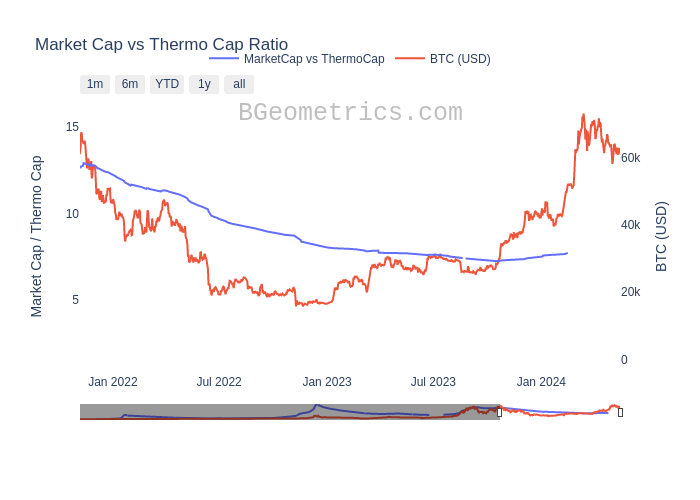 Market Cap vs Thermo Cap Ratio
MarketCap vs ThermoCap
BTC (USD)
1m
6m
YTD
1y
all
BGeometrics.com
15
10
5
Market Cap / Thermo Cap
60k
40k
20k
0
BTC (USD)
Jan 2022
Jul 2022
Jan 2023
Jul 2023
Jan 2024